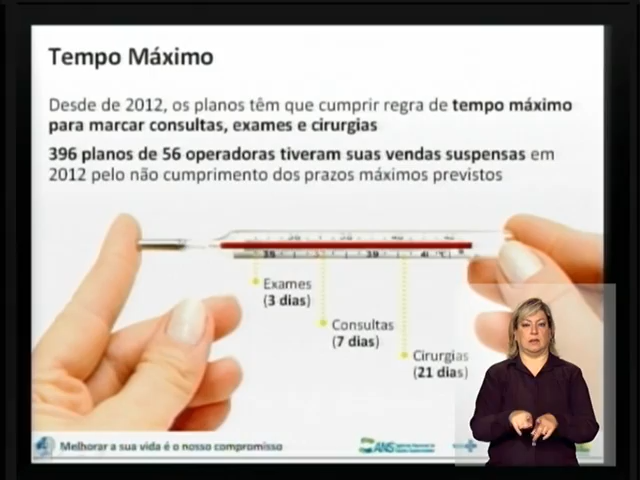 Tempo Máximo
Desde de 2012, os planos têm que cumprir regra de tempo máximo
para marcar consultas, exames e cirurgias
396 planos de 56 operadoras tiveram suas vendas suspensas em
2012 pelo não cumprimento dos prazos máximos previstos
Exames
(3 dias)
Consultas
(7 dias)
Cirurgias
(21 dias)
Melhorar a sua vida é o nosso compromisso
ANS